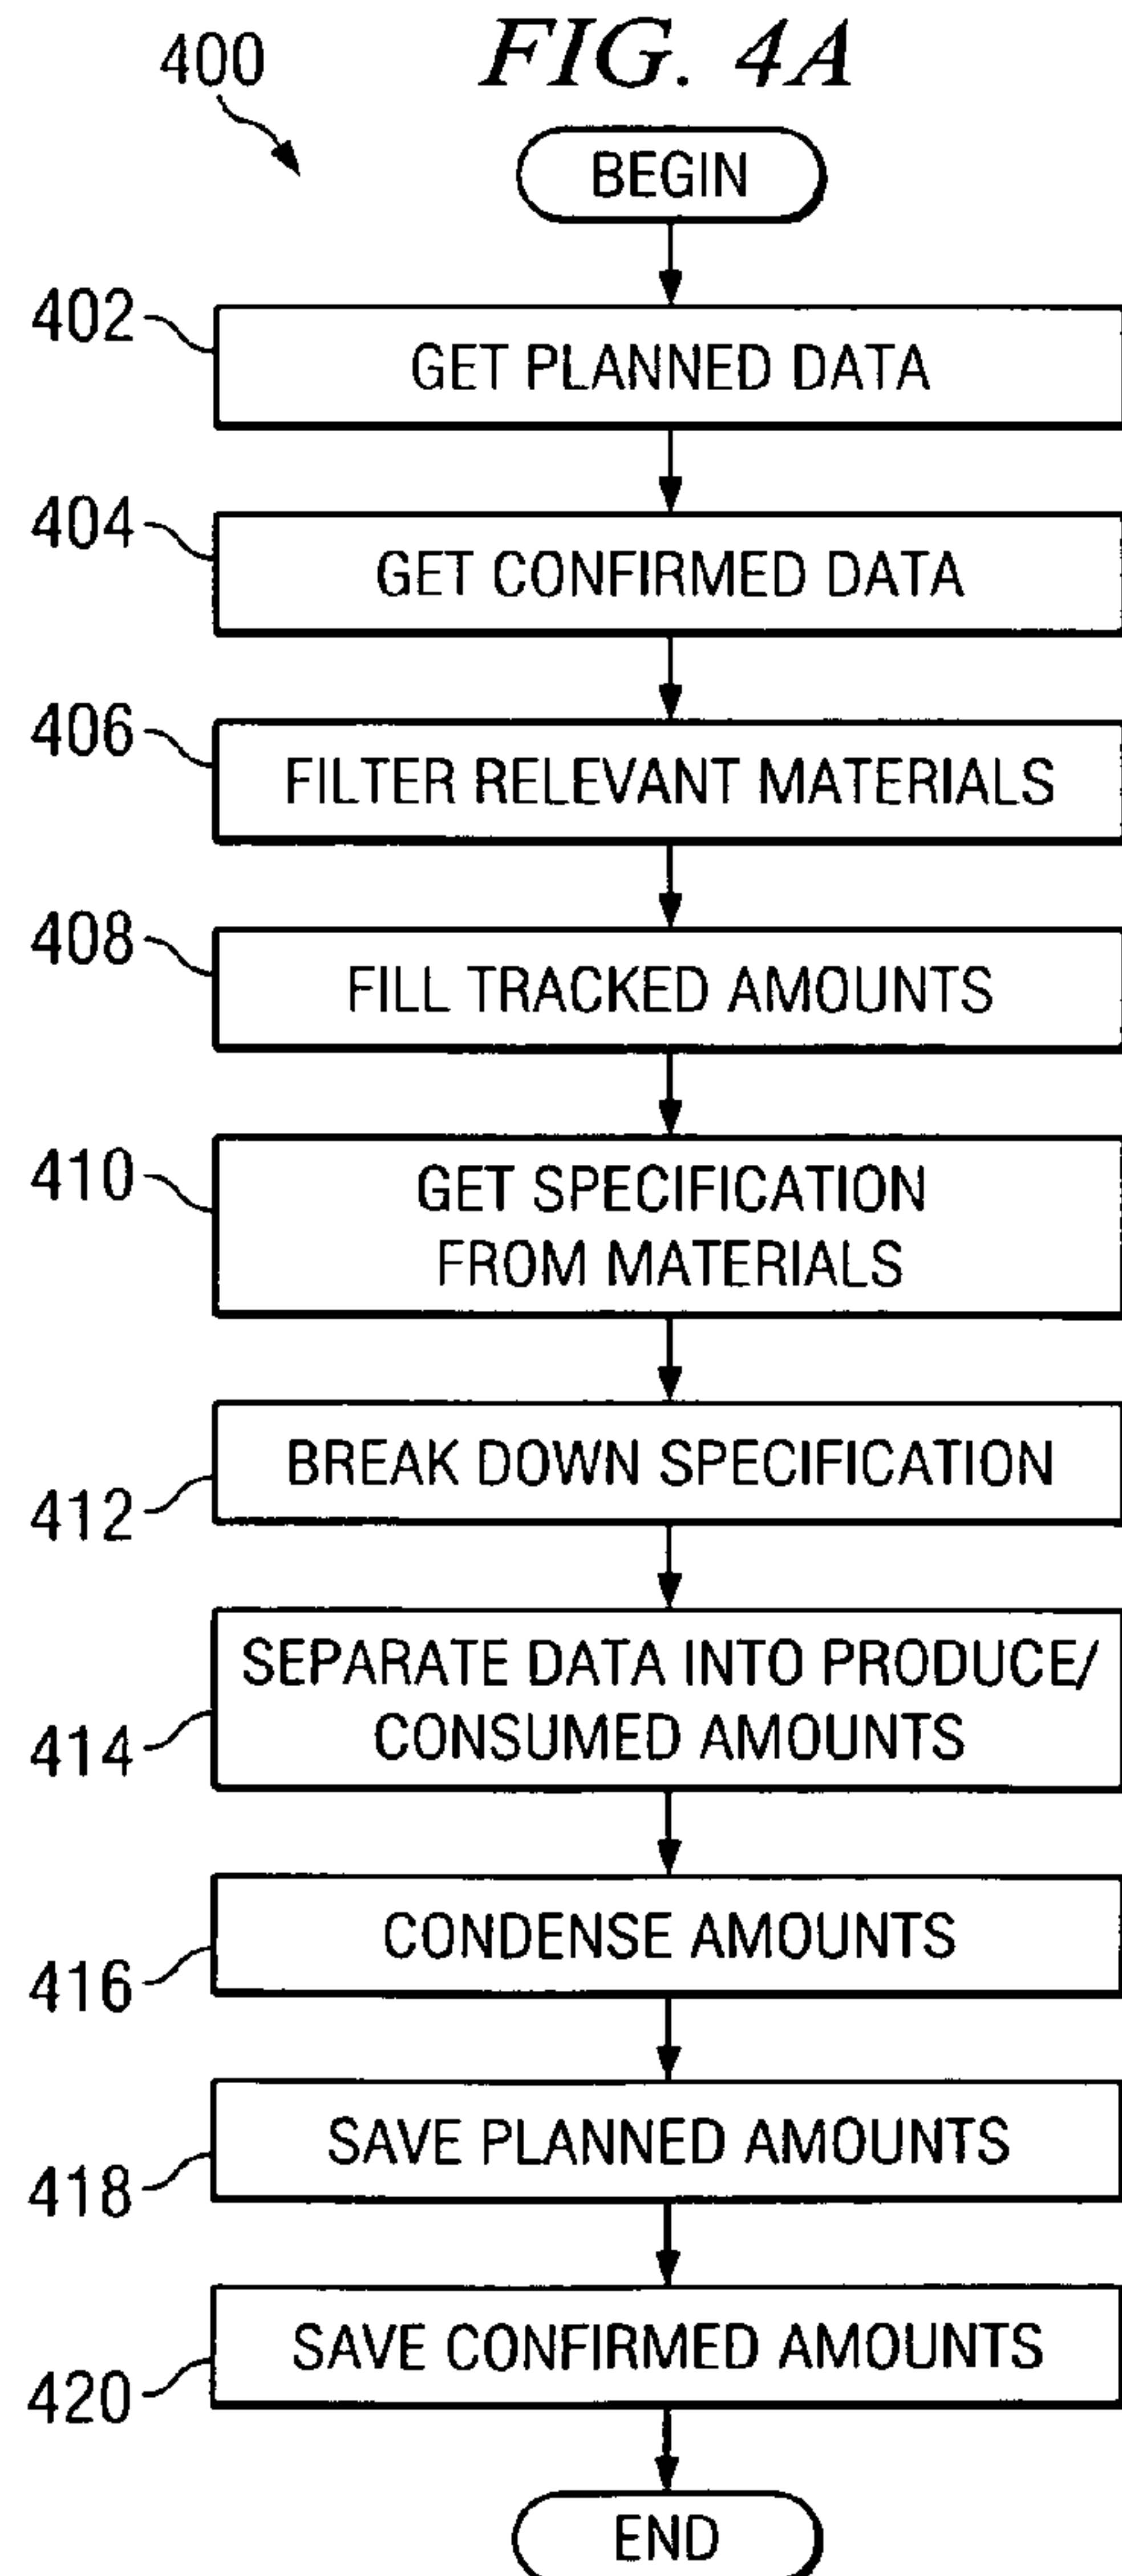 400
FIG. 4A
BEGIN
402
GET PLANNED DATA
404
GET CONFIRMED DATA
406
FILTER RELEVANT MATERIALS
408
FILL TRACKED AMOUNTS
410
GET SPECIFICATION
FROM MATERIALS
412
BREAK DOWN SPECIFICATION
414
SEPARATE DATA INTO PRODUCE/
CONSUMED AMOUNTS
416
CONDENSE AMOUNTS
418
SAVE PLANNED AMOUNTS
420
SAVE CONFIRMED AMOUNTS
END